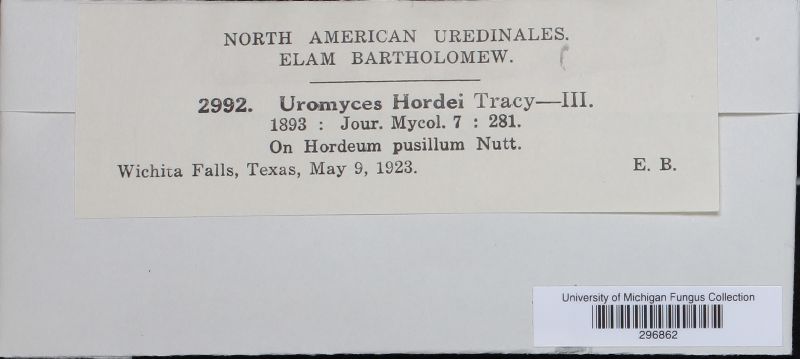 NORTH AMERICAN UREDINALES.
ELAM BARTHOLOMEW.
2992. Uromyces Hordei Tracy—III.
1893 : Jour. Mycol. 7 : 281.
On Hordeum pusillum Nutt.
Wichita Falls, Texas, May 9, 1923. E. B.
University of Michigan Fungus Collection
296862